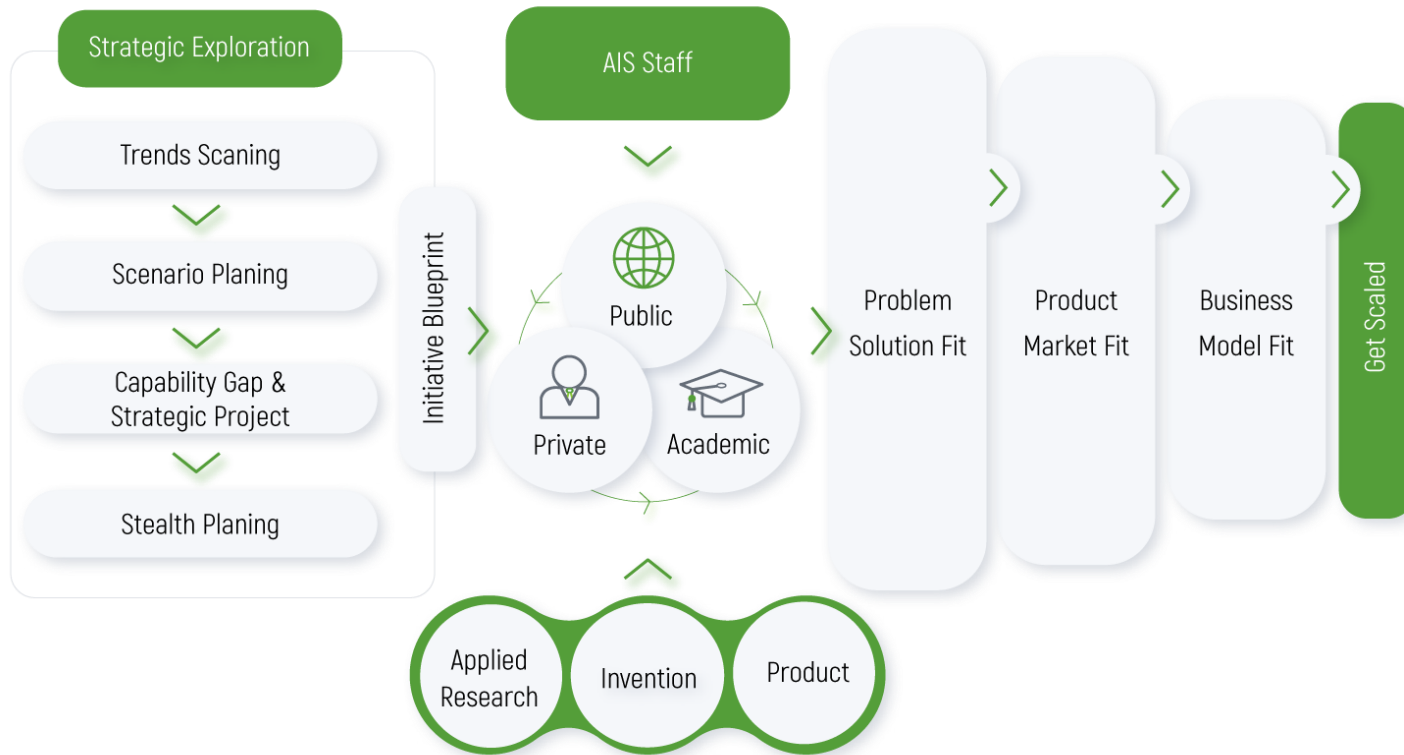 Strategic Exploration
Trends Scaning
Scenario Planing
Capability Gap &
Strategic Project
Stealth Planing
Initiative Blueprint
AIS Staff
Public
Private
Academic
Applied
Research
Invention
Product
Problem
Solution Fit
Product
Market Fit
Business
Model Fit
Get Scaled